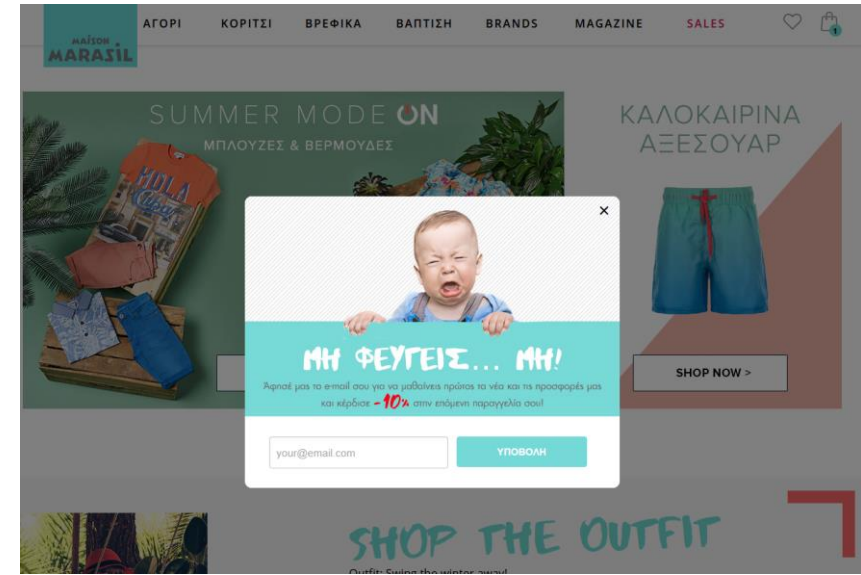 MAISON
MARASIL
ΑΓΟΡΙ ΚΟΡΙΤΣΙ ΒΡΕΦΙΚΑ ΒΑΠΤΙΣΗ BRANDS MAGAZINE SALES
1
SUMMER MODE ON
ΜΠΛΟΥΖΕΣ & ΒΕΡΜΟΥΔΕΣ
ΚΑΛΟΚΑΙΡΙΝΑ
ΑΞΕΣΟΥΑΡ
HOLA
Cuba
×
ΜΗ ΦΕΥΓΕΙΣ... ΜΗ!
Άφησέ μας το e-mail σου για να μαθαίνεις πρώτος τα νέα και τις προσφορές μας
και κέρδισε -10% στην επόμενη παραγγελία σου!
SHOP NOW >
your@email.com ΥΠΟΒΟΛΗ
SHOP THE OUTFIT
Outfit: Swing the winter away!